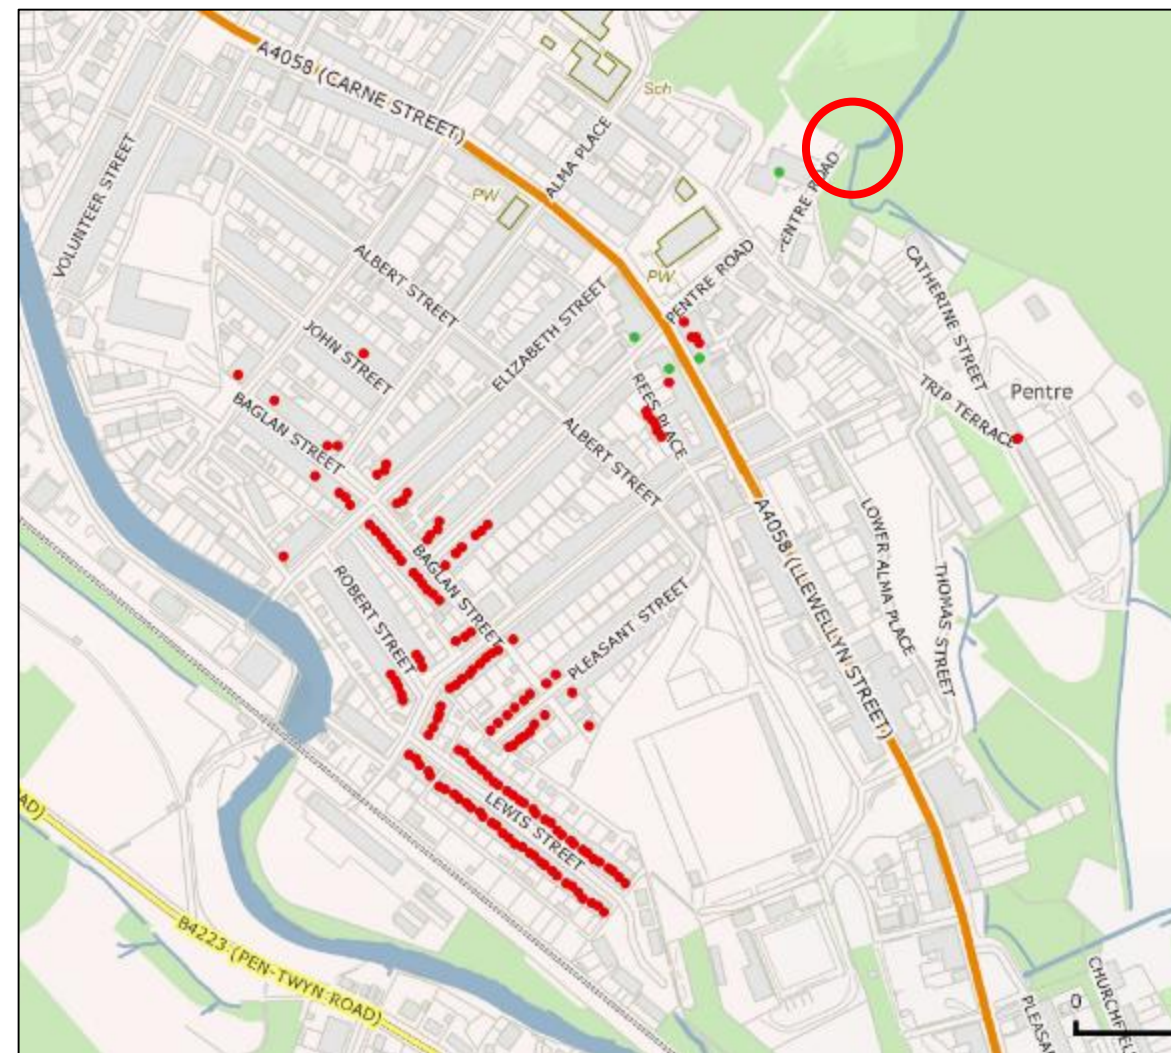 A4058 (CARNE STREET)
Sch
ALMA PLACE
PW
VOLUNTEER STREET
PENTRE ROAD
ALBERT STREET
PENTRE ROAD
PW
CATHERINE STREET
ELIZABETH STREET
JOHN STREET
REES PLACE
TRIP TERRACE
Pentre
BAGLAN STREET
ALBERT STREET
A4058 (LLEWELLYN STREET)
LOWER ALMA PLACE
THOMAS STREET
BAGLAN STREET
ROBERT STREET
PLEASANT STREET
LEWIS STREET
AD)
B4223 (PEN-TWYN ROAD)
CHURCHFIEL
PLEASA
0